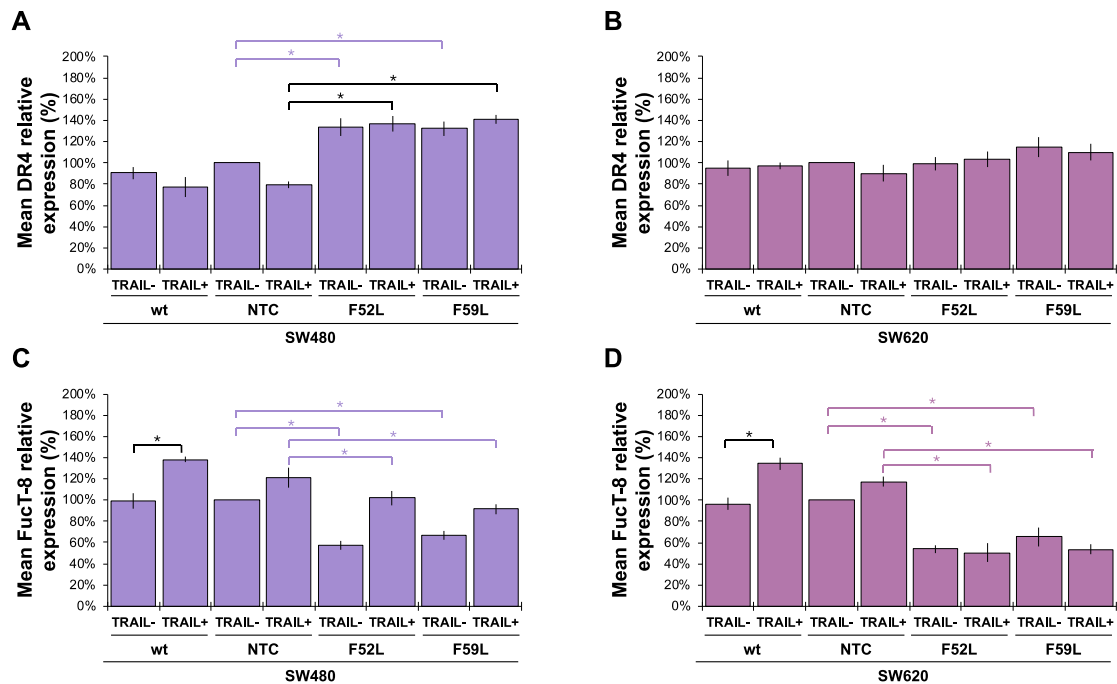 A
Mean DR4 relative
expression (%)
200%
180%
160%
140%
120%
100%
80%
60%
40%
20%
0%
* 
*
*
*
TRAIL- TRAIL+ TRAIL- TRAIL+ TRAIL- TRAIL+ TRAIL- TRAIL+
wt NTC F52L F59L
SW480
B
Mean DR4 relative
expression (%)
200%
180%
160%
140%
120%
100%
80%
60%
40%
20%
0%
TRAIL- TRAIL+ TRAIL- TRAIL+ TRAIL- TRAIL+ TRAIL- TRAIL+
wt NTC F52L F59L
SW620
C
Mean FucT-8 relative
expression (%)
200%
180%
160%
140%
120%
100%
80%
60%
40%
20%
0%
*
*
*
*
*
TRAIL- TRAIL+ TRAIL- TRAIL+ TRAIL- TRAIL+ TRAIL- TRAIL+
wt NTC F52L F59L
SW480
D
Mean FucT-8 relative
expression (%)
200%
180%
160%
140%
120%
100%
80%
60%
40%
20%
0%
*
*
*
*
*
TRAIL- TRAIL+ TRAIL- TRAIL+ TRAIL- TRAIL+ TRAIL- TRAIL+
wt NTC F52L F59L
SW620